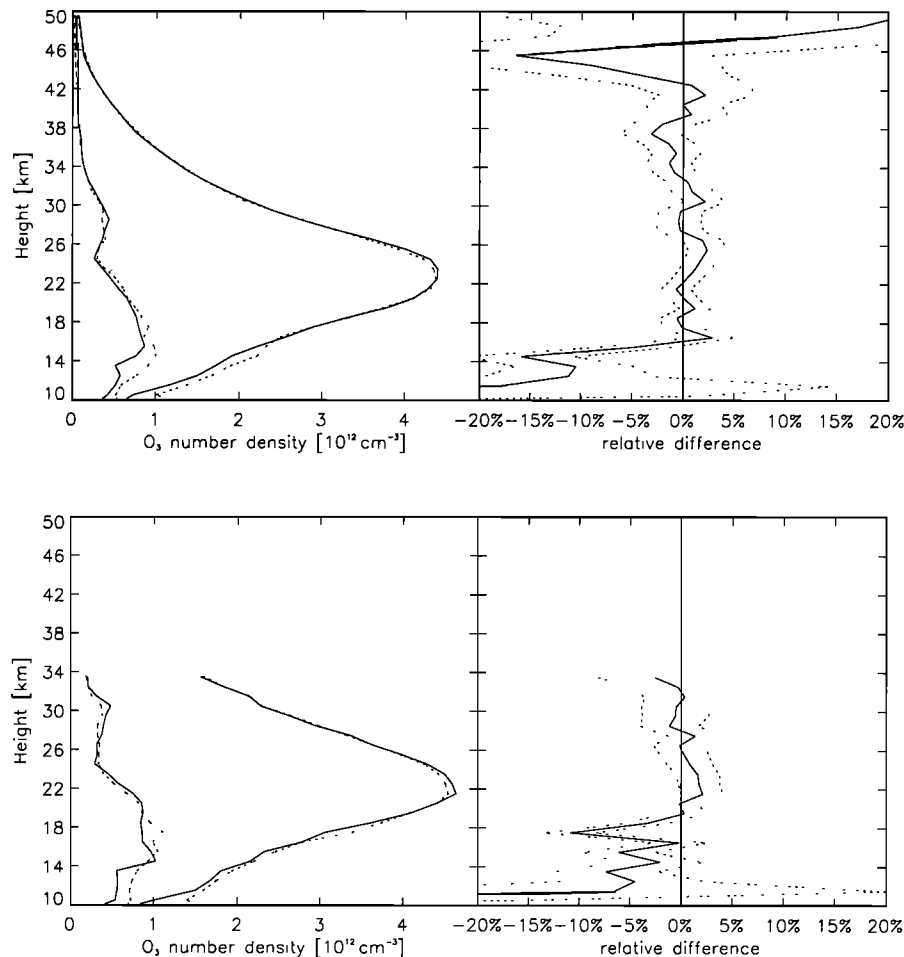 50
46
42
38
34
30
26
22
18
14
10
Height [km]
0 1 2 3 4
O₃ number density [10¹² cm⁻³]
-20% -15% -10% -5% 0% 5% 10% 15% 20%
relative difference
50
46
42
38
34
30
26
22
18
14
10
Height [km]
0 1 2 3 4
O₃ number density [10¹² cm⁻³]
-20% -15% -10% -5% 0% 5% 10% 15% 20%
relative difference